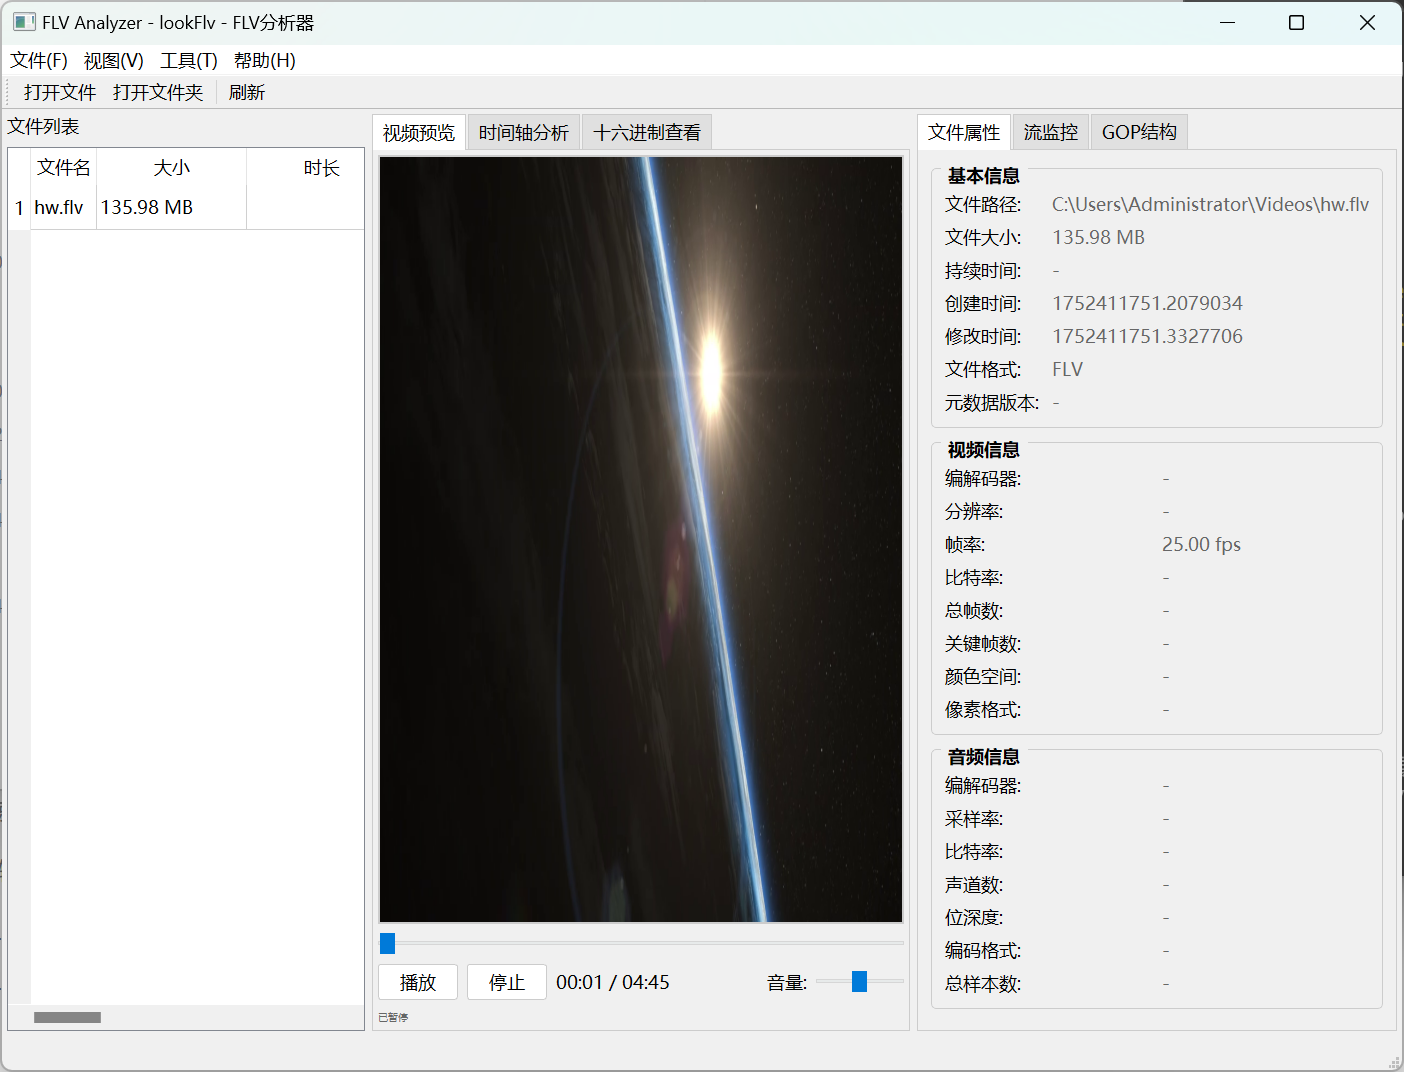 FLV Analyzer - lookFlv - FLV分析器
文件(F) 视图(V) 工具(T) 帮助(H)
打开文件 打开文件夹 刷新
文件列表
文件名 大小 时长
1 hw.flv 135.98 MB
视频预览 时间轴分析 十六进制查看
播放 停止 00:01 / 04:45 音量:
已暂停
文件属性 流监控 GOP结构
基本信息
文件路径: C:\Users\Administrator\Videos\hw.flv
文件大小: 135.98 MB
持续时间: -
创建时间: 1752411751.2079034
修改时间: 1752411751.3327706
文件格式: FLV
元数据版本: -
视频信息
编解码器: -
分辨率: -
帧率: 25.00 fps
比特率: -
总帧数: -
关键帧数: -
颜色空间: -
像素格式: -
音频信息
编解码器: -
采样率: -
比特率: -
声道数: -
位深度: -
编码格式: -
总样本数: -